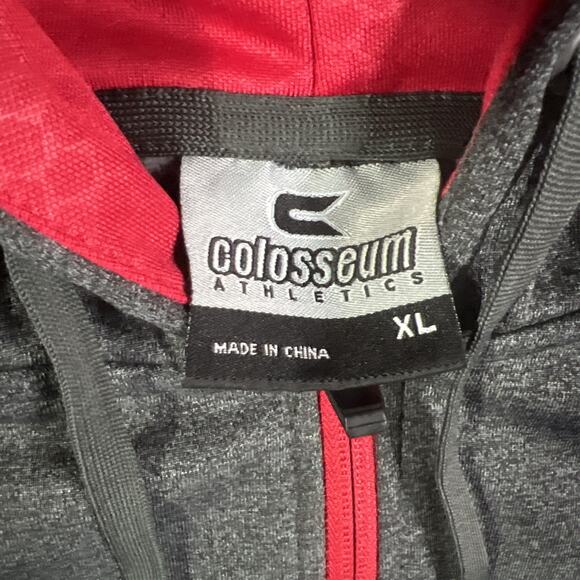 colosseum
ATHLETICS
XL
MADE IN CHINA